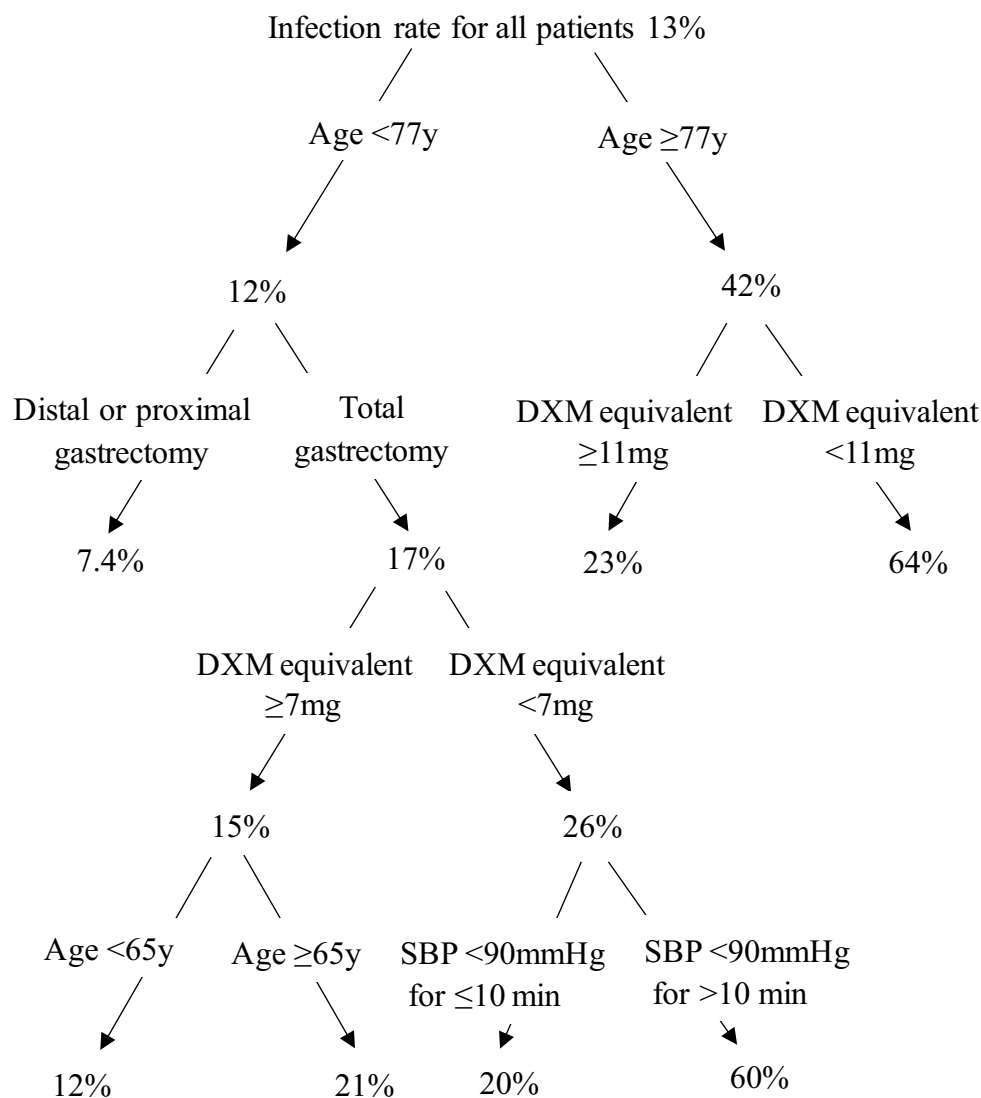 Infection rate for all patients 13%
Age <77y
Age ≥77y
12%
42%
Distal or proximal
gastrectomy
Total
gastrectomy
DXM equivalent
≥11mg
DXM equivalent
<11mg
7.4%
17%
23%
64%
DXM equivalent
≥7mg
DXM equivalent
<7mg
15%
26%
Age <65y
Age ≥65y
SBP <90mmHg
for ≤10 min
SBP <90mmHg
for >10 min
12%
21%
20%
60%